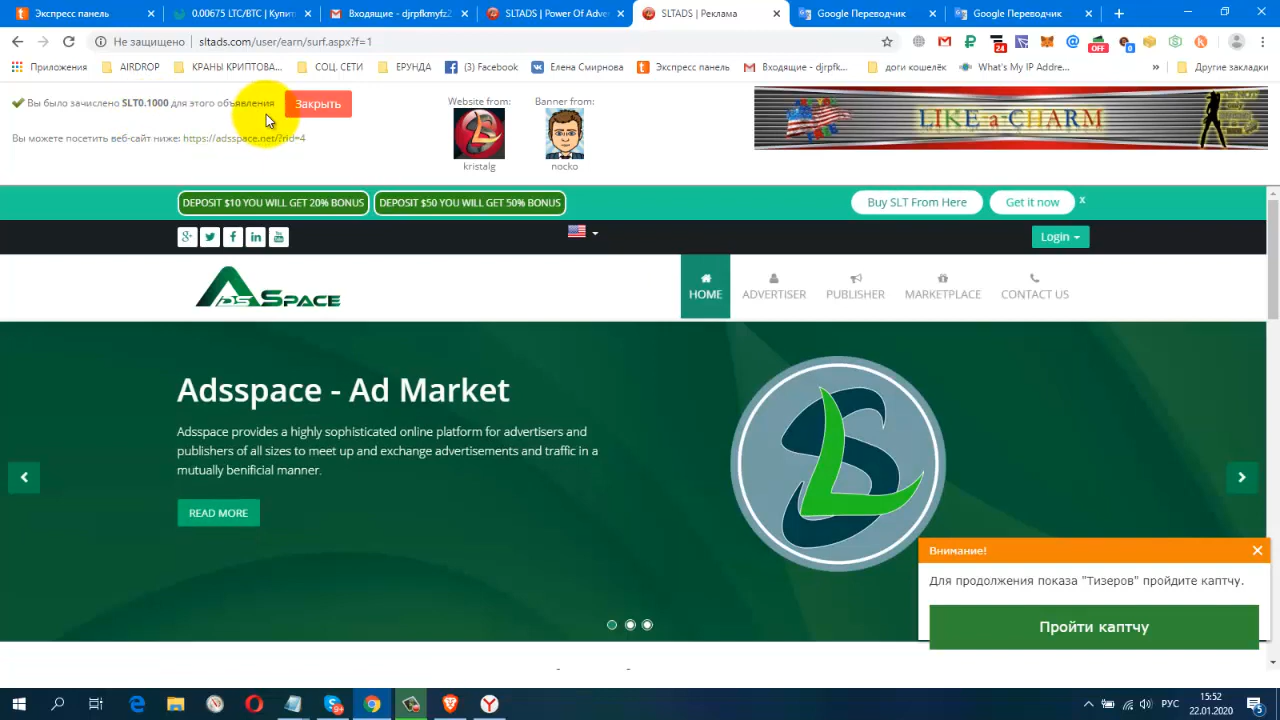 Экспресс панель
0.00675 LTC/BTC | Купит
Входящие - djrpfkmyfz2
SLTADS | Power Of Adve
SLTADS | Реклама
Google Переводчик
Google Переводчик
Не защищено
sltads.com/user/earn/surf.aspx?f=1
24
OFF
0
Приложения
AIRDROP
КРАНЫ КРИПТОВА...
СОЦ. СЕТИ
ЕРУНДА
(3) Facebook
Елена Смирнова
Экспресс панель
Входящие - djrpfk...
доги кошелёк
What's My IP Addre...
»
Другие закладки
Вы было зачислено SLT0.1000 для этого объявления
Закрыть
Вы можете посетить веб-сайт ниже: https://adsspace.net/?rid=4
Website from:
Banner from:
kristalg
nocko
LIKE a-CHARM
DEPOSIT $10 YOU WILL GET 20% BONUS
DEPOSIT $50 YOU WILL GET 50% BONUS
Buy SLT From Here
Get it now
x
Login
ADSSPACE
HOME
ADVERTISER
PUBLISHER
MARKETPLACE
CONTACT US
Adsspace - Ad Market
Adsspace provides a highly sophisticated online platform for advertisers and
publishers of all sizes to meet up and exchange advertisements and traffic in a
mutually benificial manner.
READ MORE
Внимание!
Для продолжения показа "Тизеров" пройдите каптчу.
Пройти каптчу
РУС
15:52
22.01.2020
5